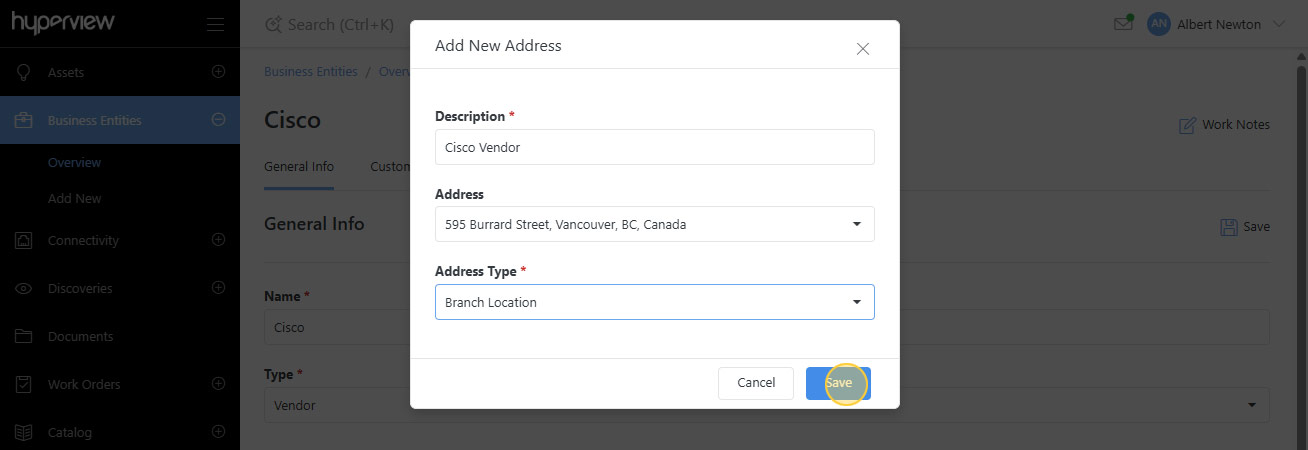 hyperview
Search (Ctrl+K)
AN
Albert Newton
Assets
Business Entities
Overview
Add New
Connectivity
Discoveries
Documents
Work Orders
Catalog
Business Entities / Over
Cisco
Work Notes
General Info
Custom
General Info
Save
Name *
Cisco
Type *
Vendor
Add New Address
Description *
Cisco Vendor
Address
595 Burrard Street, Vancouver, BC, Canada
Address Type *
Branch Location
Cancel
Save